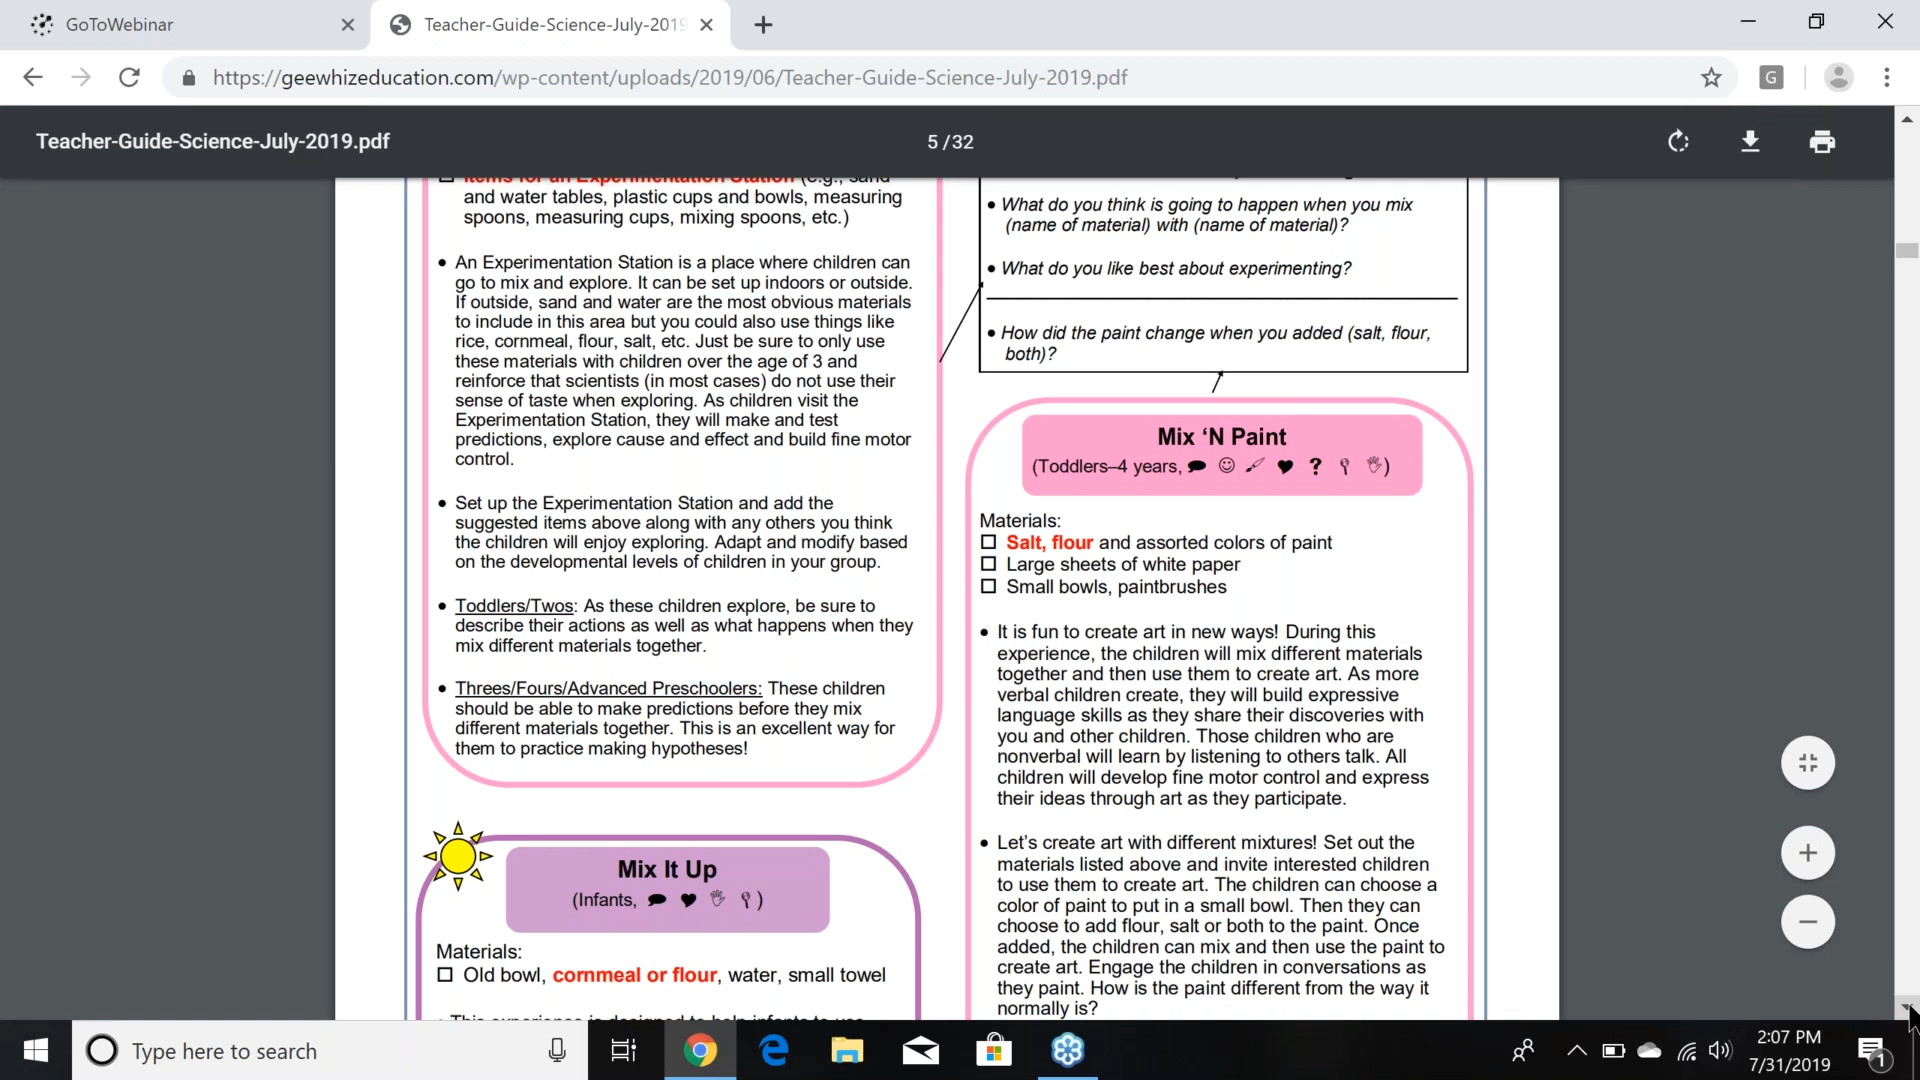 GoToWebinar
Teacher-Guide-Science-July-2019
https://geewhizeducation.com/wp-content/uploads/2019/06/Teacher-Guide-Science-July-2019.pdf
G
Teacher-Guide-Science-July-2019.pdf
5 / 32
Items for an Experimentation Station (e.g., sand
and water tables, plastic cups and bowls, measuring
spoons, measuring cups, mixing spoons, etc.)
• An Experimentation Station is a place where children can
go to mix and explore. It can be set up indoors or outside.
If outside, sand and water are the most obvious materials
to include in this area but you could also use things like
rice, cornmeal, flour, salt, etc. Just be sure to only use
these materials with children over the age of 3 and
reinforce that scientists (in most cases) do not use their
sense of taste when exploring. As children visit the
Experimentation Station, they will make and test
predictions, explore cause and effect and build fine motor
control.
• Set up the Experimentation Station and add the
suggested items above along with any others you think
the children will enjoy exploring. Adapt and modify based
on the developmental levels of children in your group.
• Toddlers/Twos: As these children explore, be sure to
describe their actions as well as what happens when they
mix different materials together.
• Threes/Fours/Advanced Preschoolers: These children
should be able to make predictions before they mix
different materials together. This is an excellent way for
them to practice making hypotheses!
Mix It Up
(Infants, )
Materials:
Old bowl, cornmeal or flour, water, small towel
• This experience is designed to help infants to use
• What do you think is going to happen when you mix
(name of material) with (name of material)?
• What do you like best about experimenting?
• How did the paint change when you added (salt, flour,
both)?
Mix ‘N Paint
(Toddlers–4 years, ? )
Materials:
Salt, flour and assorted colors of paint
Large sheets of white paper
Small bowls, paintbrushes
• It is fun to create art in new ways! During this
experience, the children will mix different materials
together and then use them to create art. As more
verbal children create, they will build expressive
language skills as they share their discoveries with
you and other children. Those children who are
nonverbal will learn by listening to others talk. All
children will develop fine motor control and express
their ideas through art as they participate.
• Let’s create art with different mixtures! Set out the
materials listed above and invite interested children
to use them to create art. The children can choose a
color of paint to put in a small bowl. Then they can
choose to add flour, salt or both to the paint. Once
added, the children can mix and then use the paint to
create art. Engage the children in conversations as
they paint. How is the paint different from the way it
normally is?
Type here to search
2:07 PM
7/31/2019
1